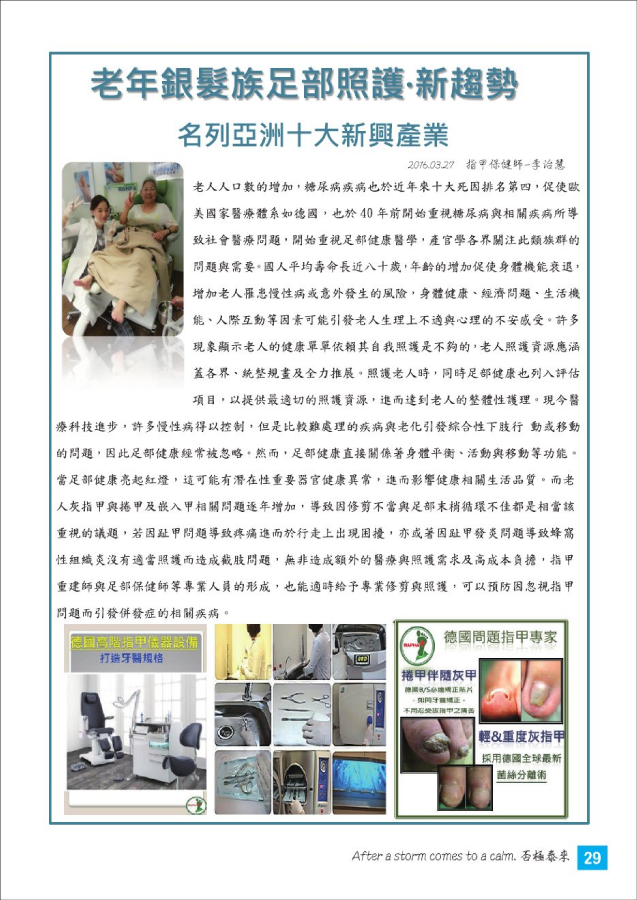 老年銀髮族足部照護·新趨勢
名列亞洲十大新興產業
2016.03.27 指甲保健師-李治慧
老人人口數的增加，糖尿病疾病也於近年來十大死因排名第四，促使歐
美國家醫療體系如德國，也於 40 年前開始重視糖尿病與相關疾病所導
致社會醫療問題，開始重視足部健康醫學，產官學各界關注此類族群的
問題與需要。國人平均壽命長近八十歲，年齡的增加促使身體機能衰退，
增加老人罹患慢性病或意外發生的風險，身體健康、經濟問題、生活機
能、人際互動等因素可能引發老人生理上不適與心理的不安感受。許多
現象顯示老人的健康單單依賴其自我照護是不夠的，老人照護資源應涵
蓋各界、統整規畫及全力推展。照護老人時，同時足部健康也列入評估
項目，以提供最適切的照護資源，進而達到老人的整體性護理。現今醫
療科技進步，許多慢性病得以控制，但是比較難處理的疾病與老化引發綜合性下肢行 動或移動
的問題，因此足部健康經常被忽略。然而，足部健康直接關係著身體平衡、活動與移動等功能。
當足部健康亮起紅燈，這可能有潛在性重要器官健康異常，進而影響健康相關生活品質。而老
人灰指甲與捲甲及嵌入甲相關問題逐年增加，導致因修剪不當與足部末梢循環不佳都是相當該
重視的議題，若因趾甲問題導致疼痛進而於行走上出現困擾，亦或著因趾甲發炎問題導致蜂窩
性組織炎沒有適當照護而造成截肢問題，無非造成額外的醫療與照護需求及高成本負擔，指甲
重建師與足部保健師等專業人員的形成，也能適時給予專業修剪與照護，可以預防因忽視指甲
問題而引發併發症的相關疾病。
德國高階指甲儀器設備
打造牙醫規格
德國問題指甲專家
捲甲伴隨灰甲
德國B/S必緻矯正貼片
，如同牙醫矯正，
不用忍受拔指甲之痛苦
輕&重度灰指甲
採用德國全球最新
菌絲分離術
After a storm comes to a calm. 否極泰來
29